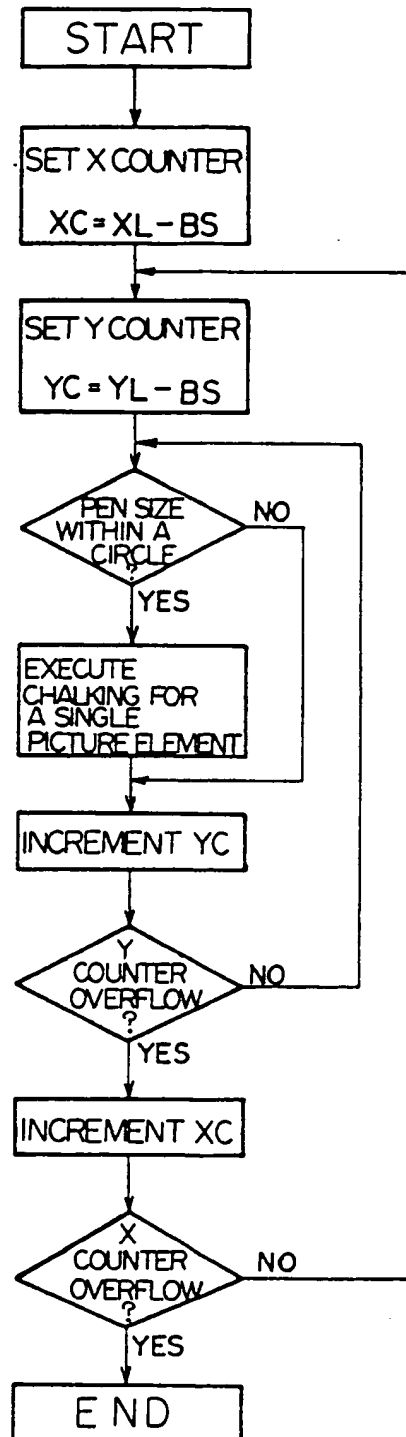 START
SET X COUNTER
XC = XL - BS
SET Y COUNTER
YC = YL - BS
PEN SIZE
WITHIN A
CIRCLE
?
NO
YES
EXECUTE
CHALKING FOR
A SINGLE
PICTURE ELEMENT
INCREMENT YC
Y
COUNTER
OVERFLOW
?
NO
YES
INCREMENT XC
X
COUNTER
OVERFLOW
?
NO
YES
END